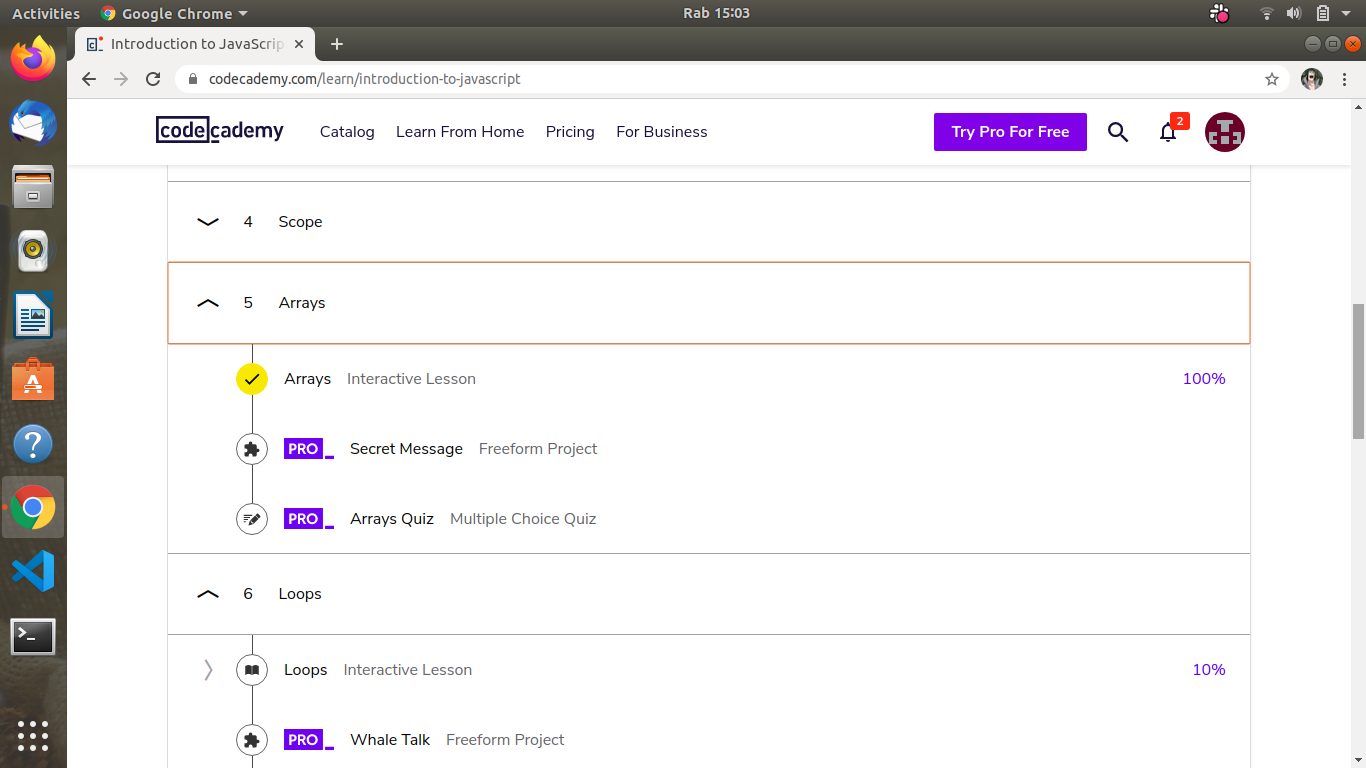 Activities Google Chrome Rab 15:03
Introduction to JavaScrip
codecademy.com/learn/introduction-to-javascript
codecademy Catalog Learn From Home Pricing For Business Try Pro For Free 2
4 Scope
5 Arrays
Arrays Interactive Lesson 100%
PRO Secret Message Freeform Project
PRO Arrays Quiz Multiple Choice Quiz
6 Loops
Loops Interactive Lesson 10%
PRO Whale Talk Freeform Project